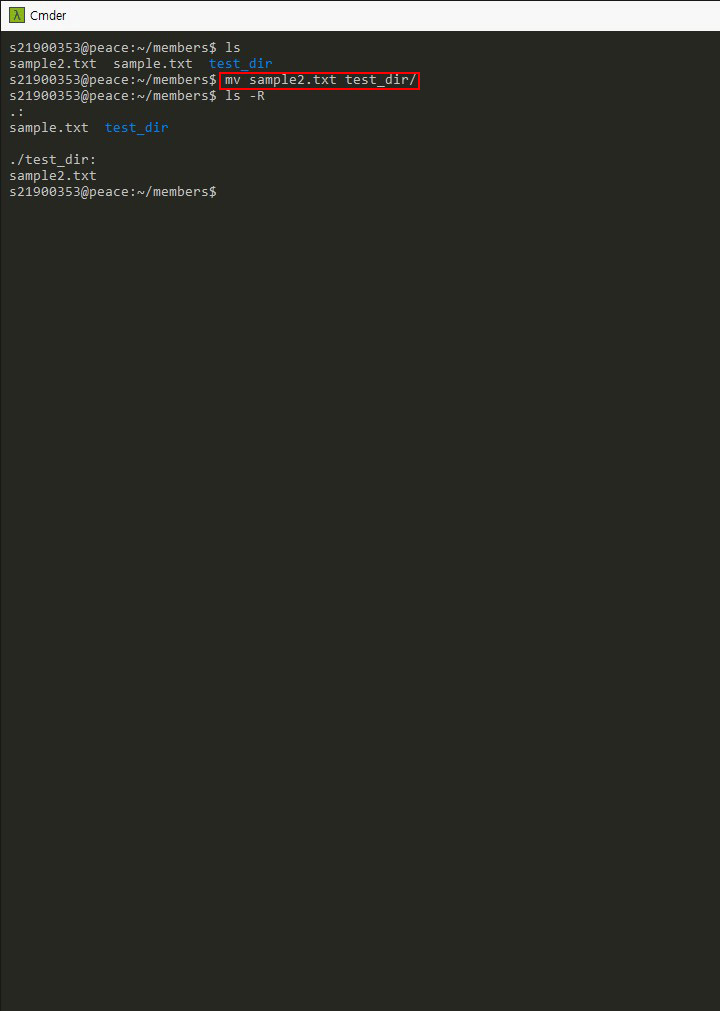 Cmder
s21900353@peace:~/members$ ls
sample2.txt  sample.txt  test_dir
s21900353@peace:~/members$ mv sample2.txt test_dir/
s21900353@peace:~/members$ ls -R
.:
sample.txt  test_dir

./test_dir:
sample2.txt
s21900353@peace:~/members$